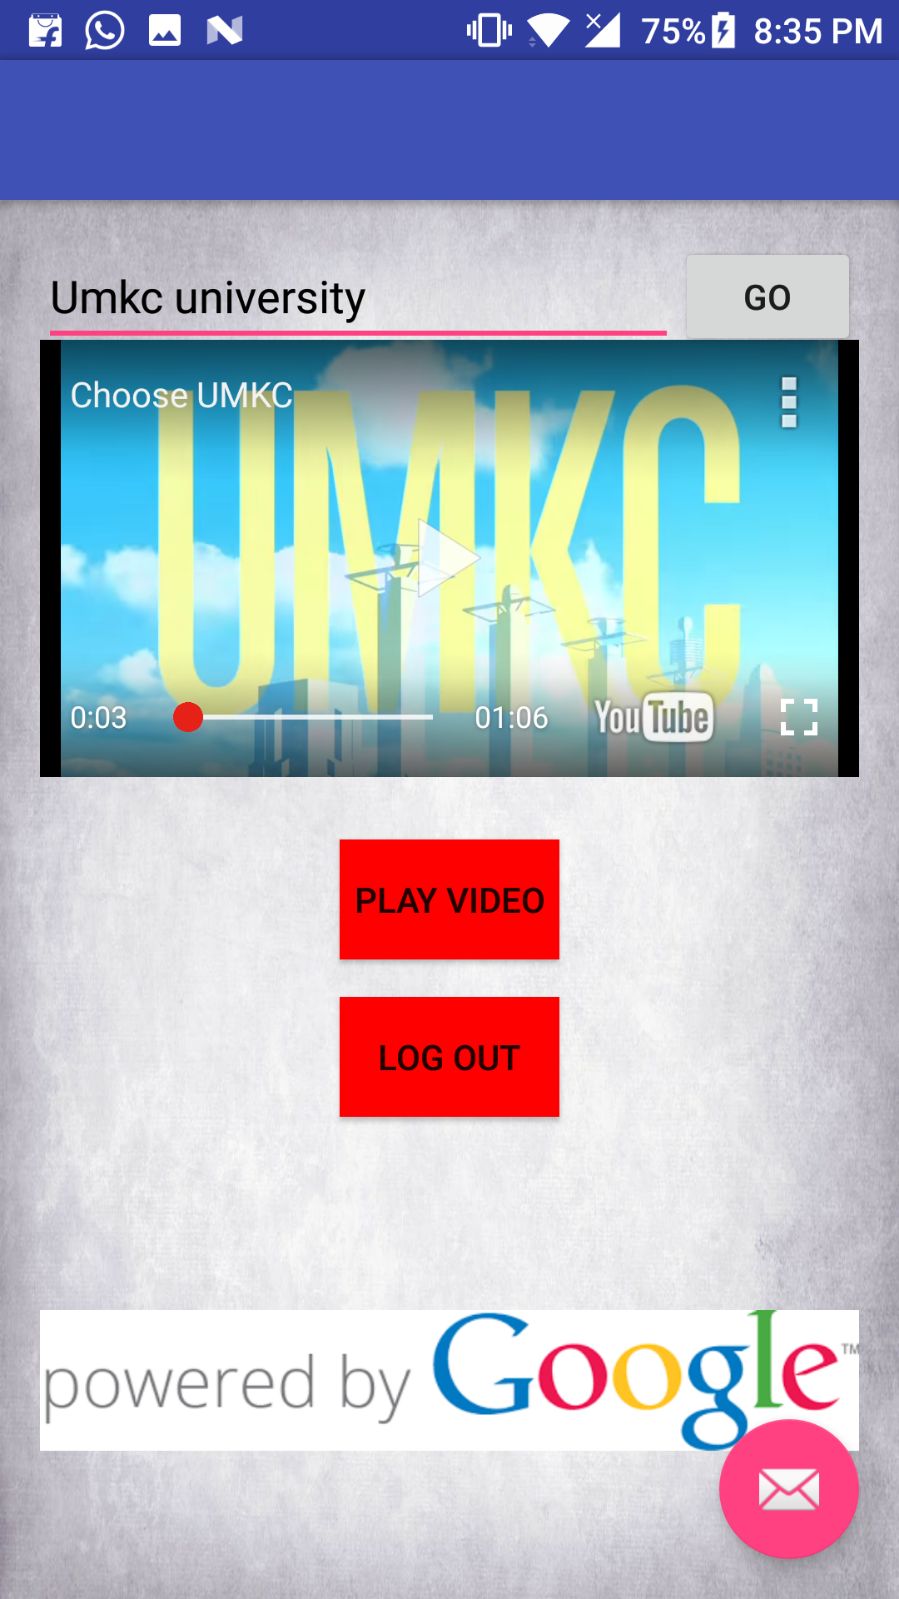 75% 8:35 PM
Umkc university GO
Choose UMKC
UMKC
0:03 01:06 YouTube
PLAY VIDEO
LOG OUT
powered by Google™